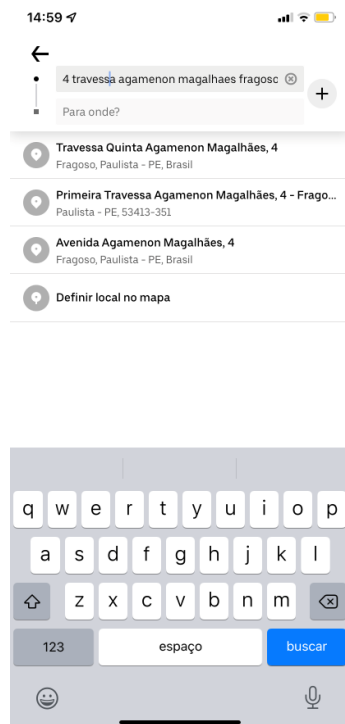 14:59
4 travessa agamenon magalhaes fragoso
Para onde?
Travessa Quinta Agamenon Magalhães, 4
Fragoso, Paulista - PE, Brasil
Primeira Travessa Agamenon Magalhães, 4 - Frago...
Paulista - PE, 53413-351
Avenida Agamenon Magalhães, 4
Fragoso, Paulista - PE, Brasil
Definir local no mapa
q w e r t y u i o p
a s d f g h j k l
z x c v b n m
123 espaço buscar